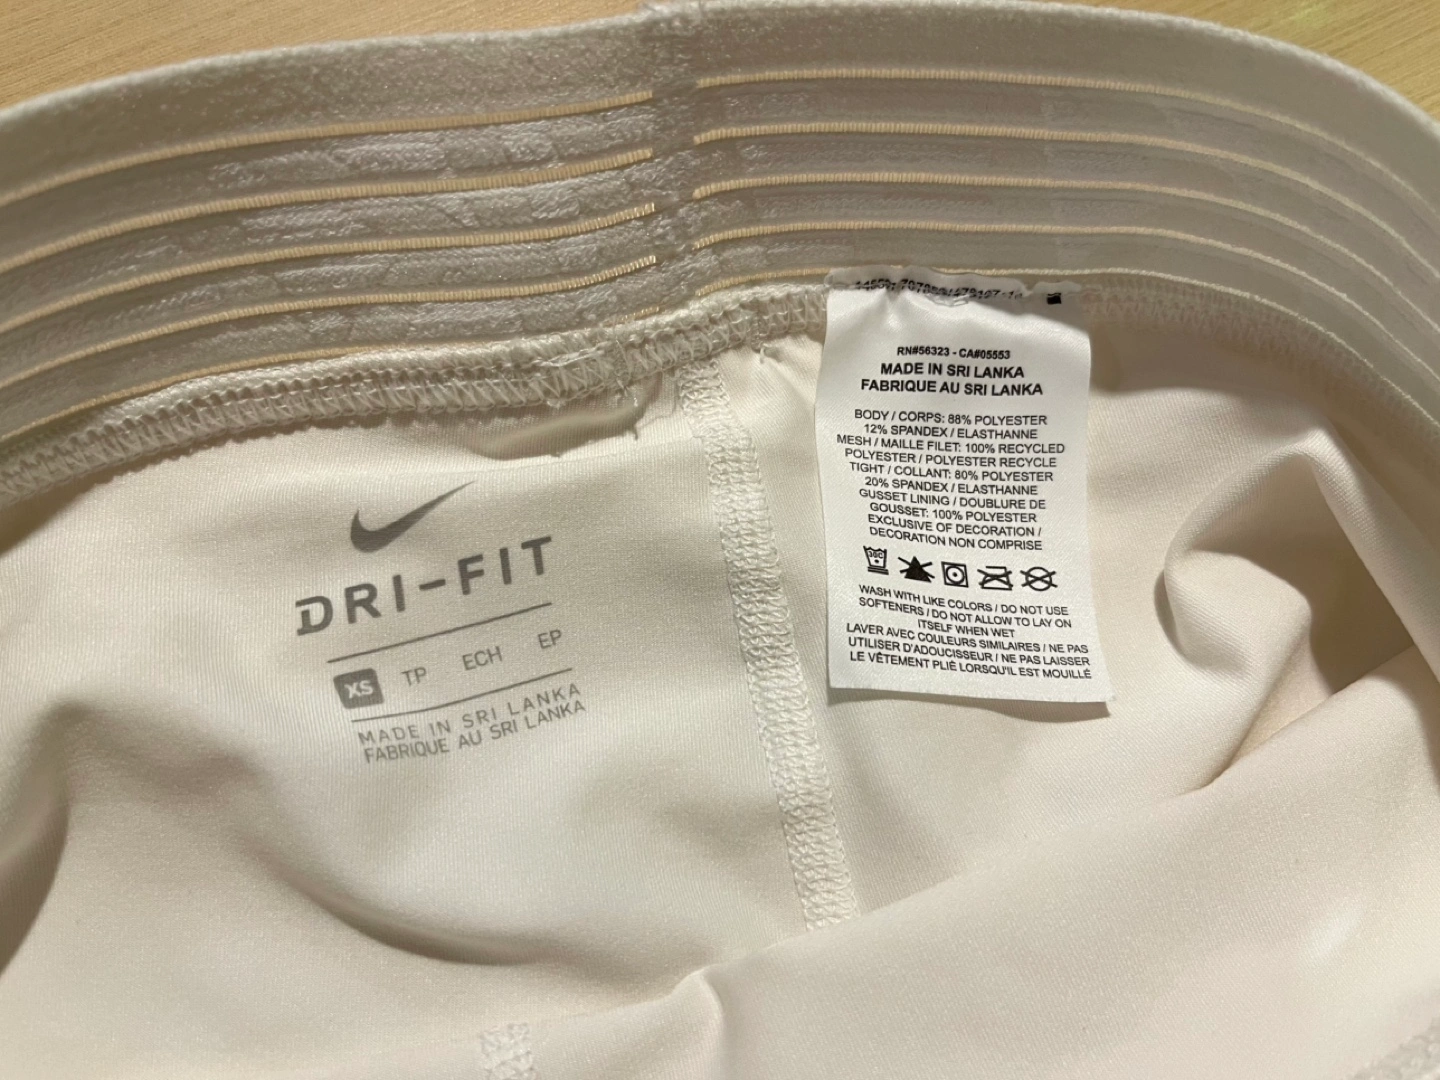 DRI-FIT
XS TP ECH EP
MADE IN SRI LANKA
FABRIQUE AU SRI LANKA
RN#56323 - CA#05553
MADE IN SRI LANKA
FABRIQUE AU SRI LANKA
BODY / CORPS: 88% POLYESTER
12% SPANDEX / ELASTHANNE
MESH / MAILLE FILET: 100% RECYCLED
POLYESTER / POLYESTER RECYCLE
TIGHT / COLLANT: 80% POLYESTER
20% SPANDEX / ELASTHANNE
GUSSET LINING / DOUBLURE DE
GOUSSET: 100% POLYESTER
EXCLUSIVE OF DECORATION /
DECORATION NON COMPRISE
30C
WASH WITH LIKE COLORS / DO NOT USE
SOFTENERS / DO NOT ALLOW TO LAY ON
ITSELF WHEN WET
LAVER AVEC COULEURS SIMILAIRES / NE PAS
UTILISER D'ADOUCISSEUR / NE PAS LAISSER
LE VÊTEMENT PLIÉ LORSQU'IL EST MOUILLÉ